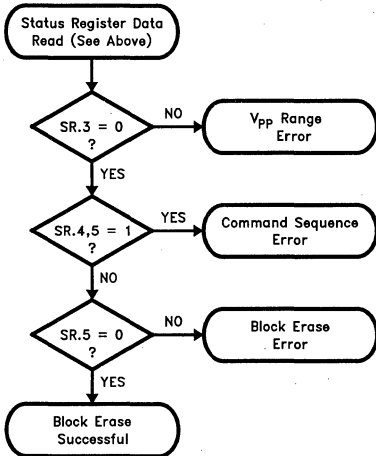 Status Register Data
Read (See Above)
SR.3 = 0
?
NO
VPP Range
Error
YES
SR.4,5 = 1
?
YES
Command Sequence
Error
NO
SR.5 = 0
?
NO
Block Erase
Error
YES
Block Erase
Successful